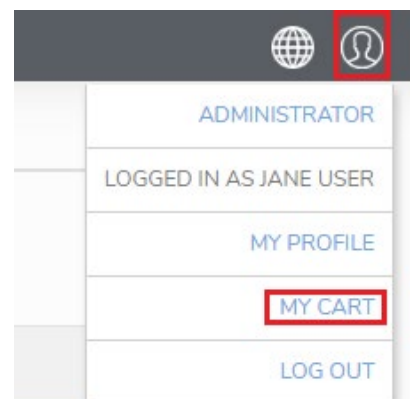 ADMINISTRATOR
LOGGED IN AS JANE USER
MY PROFILE
MY CART
LOG OUT